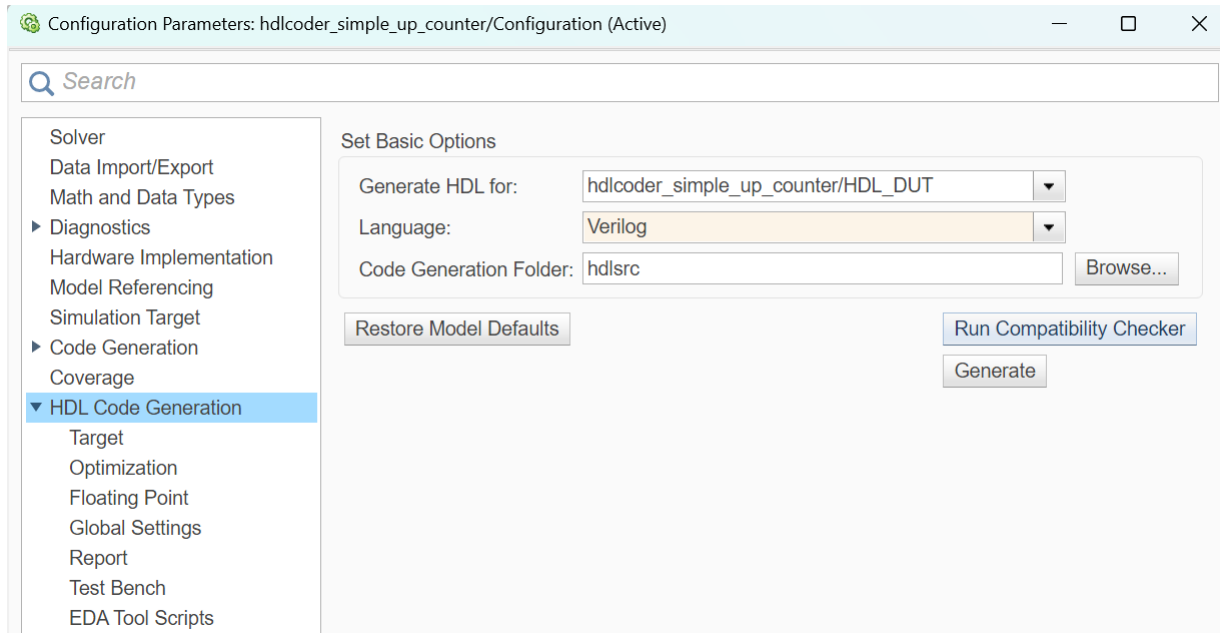 Configuration Parameters: hdlcoder_simple_up_counter/Configuration (Active)
Search
Solver
Data Import/Export
Math and Data Types
Diagnostics
Hardware Implementation
Model Referencing
Simulation Target
Code Generation
Coverage
HDL Code Generation
Target
Optimization
Floating Point
Global Settings
Report
Test Bench
EDA Tool Scripts
Set Basic Options
Generate HDL for: hdlcoder_simple_up_counter/HDL_DUT
Language: Verilog
Code Generation Folder: hdlsrc Browse...
Restore Model Defaults Run Compatibility Checker
Generate